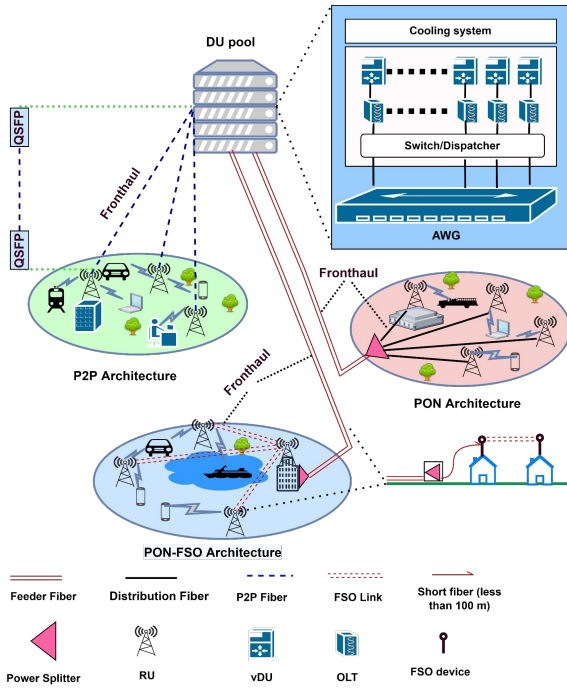 DU pool
Cooling system
Switch/Dispatcher
AWG
QSFP
QSFP
Fronthaul
P2P Architecture
Fronthaul
PON Architecture
Fronthaul
PON-FSO Architecture
Feeder Fiber
Distribution Fiber
P2P Fiber
FSO Link
Short fiber (less
than 100 m)
Power Splitter
RU
vDU
OLT
FSO device